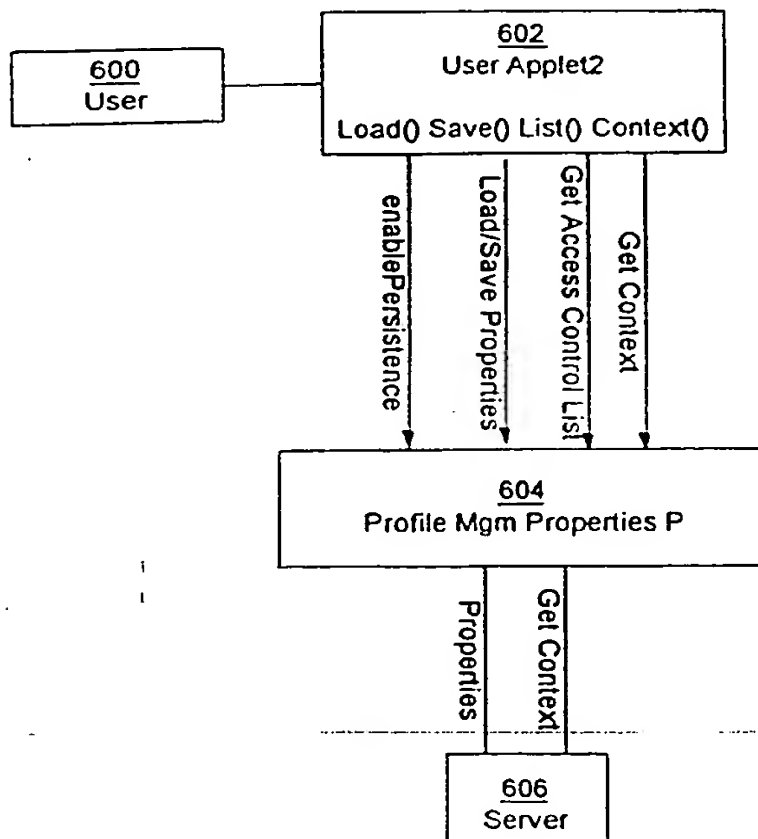 600
User
602
User Applet2
Load() Save() List() Context()
enablePersistence
Load/Save Properties
Get Access Control List
Get Context
604
Profile Mgm Properties P
Properties
Get Context
606
Server